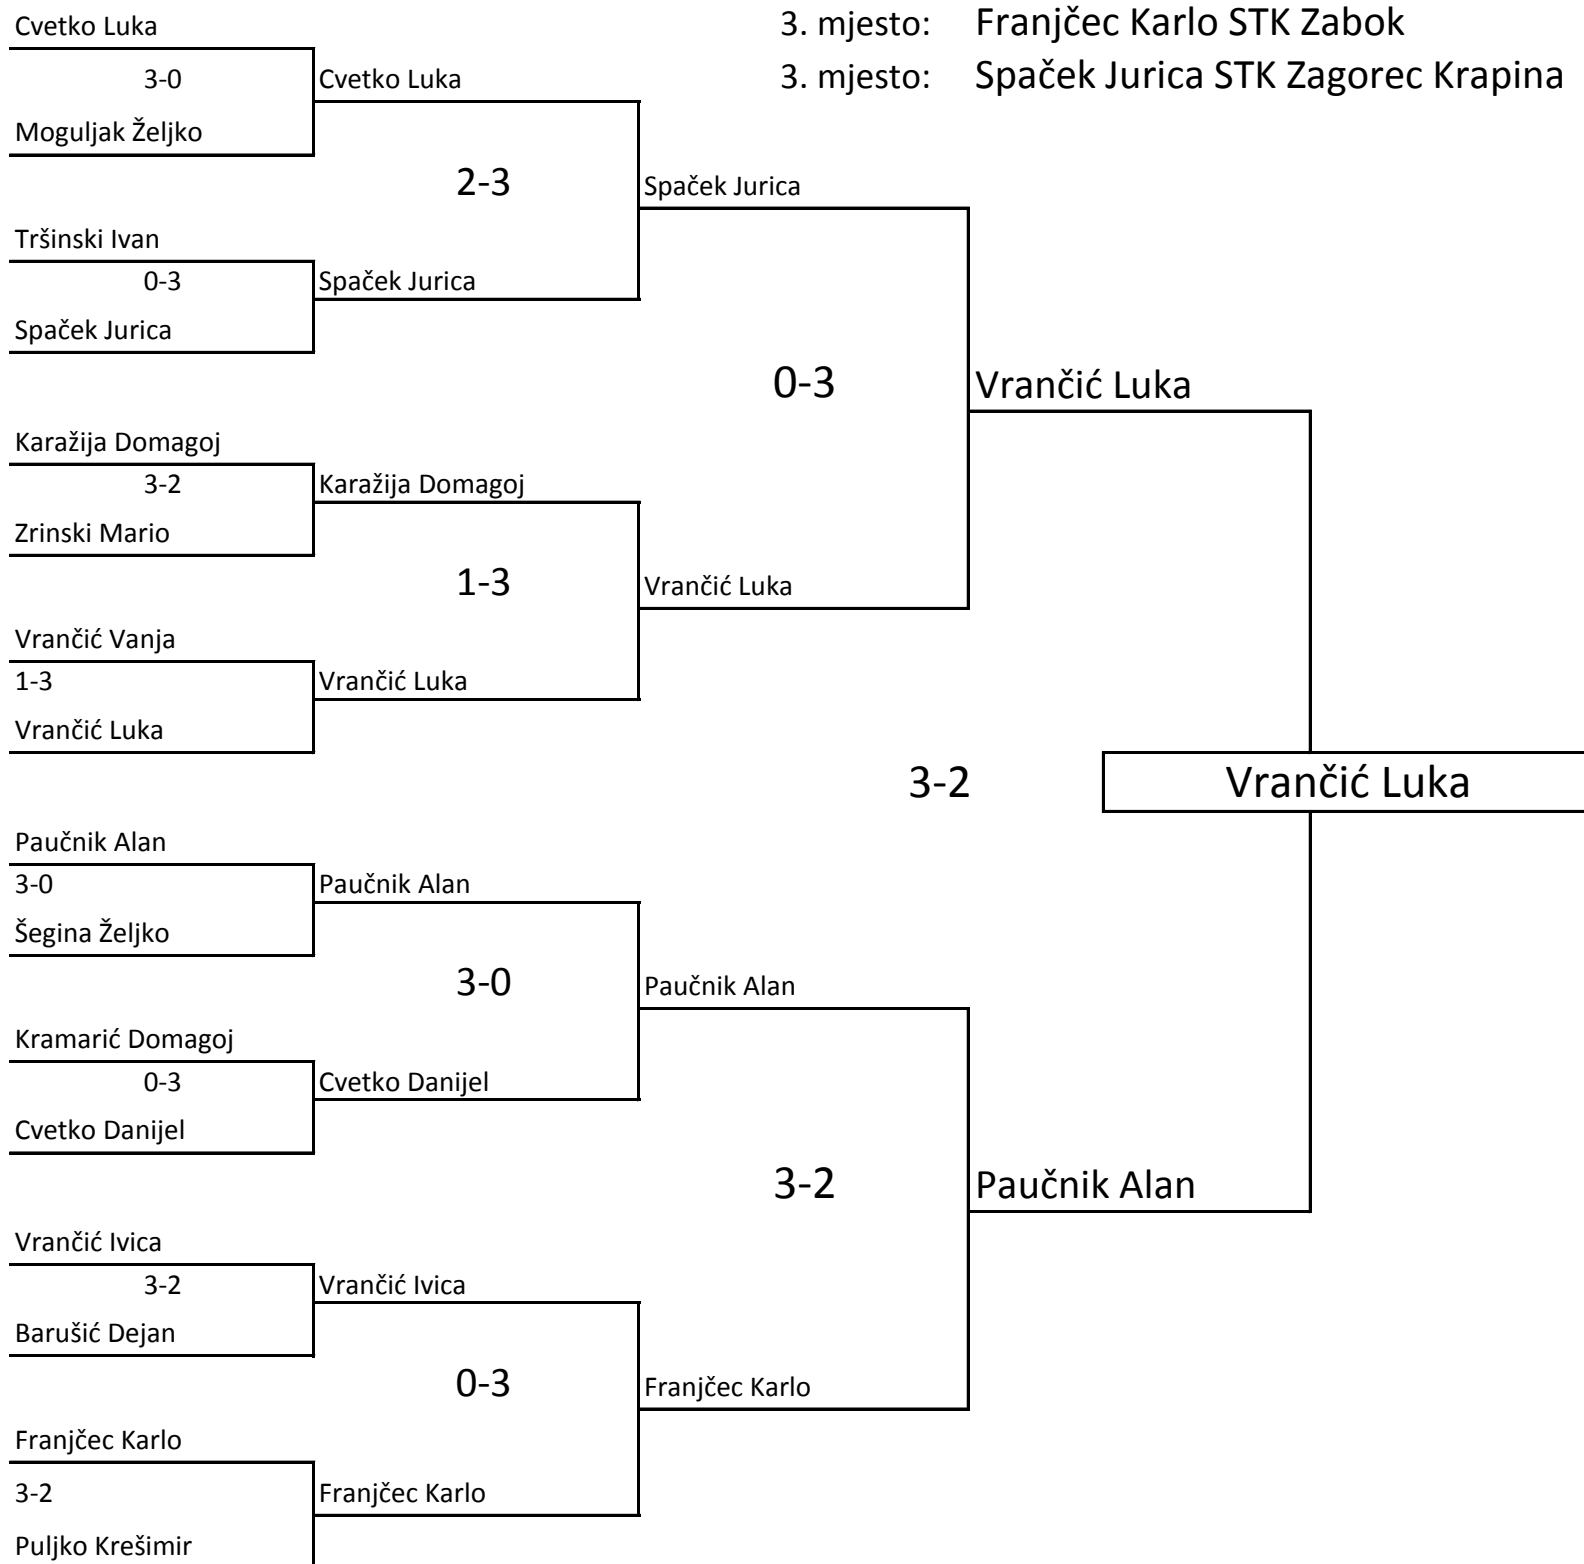 Cvetko Luka
3. mjesto: Franjčec Karlo STK Zabok
3-0
Cvetko Luka
3. mjesto: Spaček Jurica STK Zagorec Krapina
Moguljak Željko
2-3
Spaček Jurica
Tršinski Ivan
0-3
Spaček Jurica
Spaček Jurica
0-3
Vrančić Luka
Karažija Domagoj
3-2
Karažija Domagoj
Zrinski Mario
1-3
Vrančić Luka
Vrančić Vanja
1-3
Vrančić Luka
Vrančić Luka
3-2
Vrančić Luka
Paučnik Alan
3-0
Paučnik Alan
Šegina Željko
3-0
Paučnik Alan
Kramarić Domagoj
0-3
Cvetko Danijel
Cvetko Danijel
3-2
Paučnik Alan
Vrančić Ivica
3-2
Vrančić Ivica
Barušić Dejan
0-3
Franjčec Karlo
Franjčec Karlo
3-2
Franjčec Karlo
Puljko Krešimir